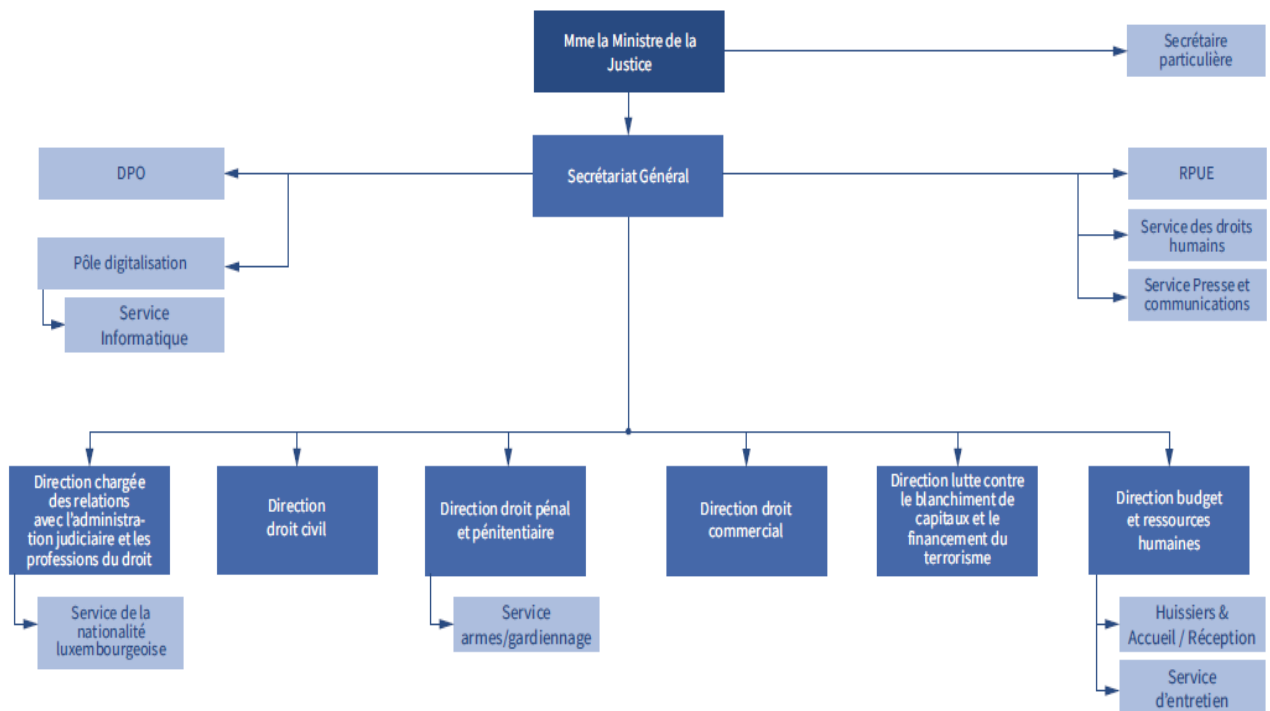 Mme la Ministre de la
Justice
Secrétaire
particulière
DPO
Secrétariat Général
RPUE
Pôle digitalisation
Service des droits
humains
Service
Informatique
Service Presse et
communications
Direction chargée
des relations
avec l'administra-
tion judiciaire et les
professions du droit
Direction
droit civil
Direction droit pénal
et pénitentiaire
Direction droit
commercial
Direction lutte contre
le blanchiment de
capitaux et le
financement du
terrorisme
Direction budget
et ressources
humaines
Service de la
nationalité
luxembourgeoise
Service
armes/gardiennage
Huissiers &
Accueil / Réception
Service
d'entretien